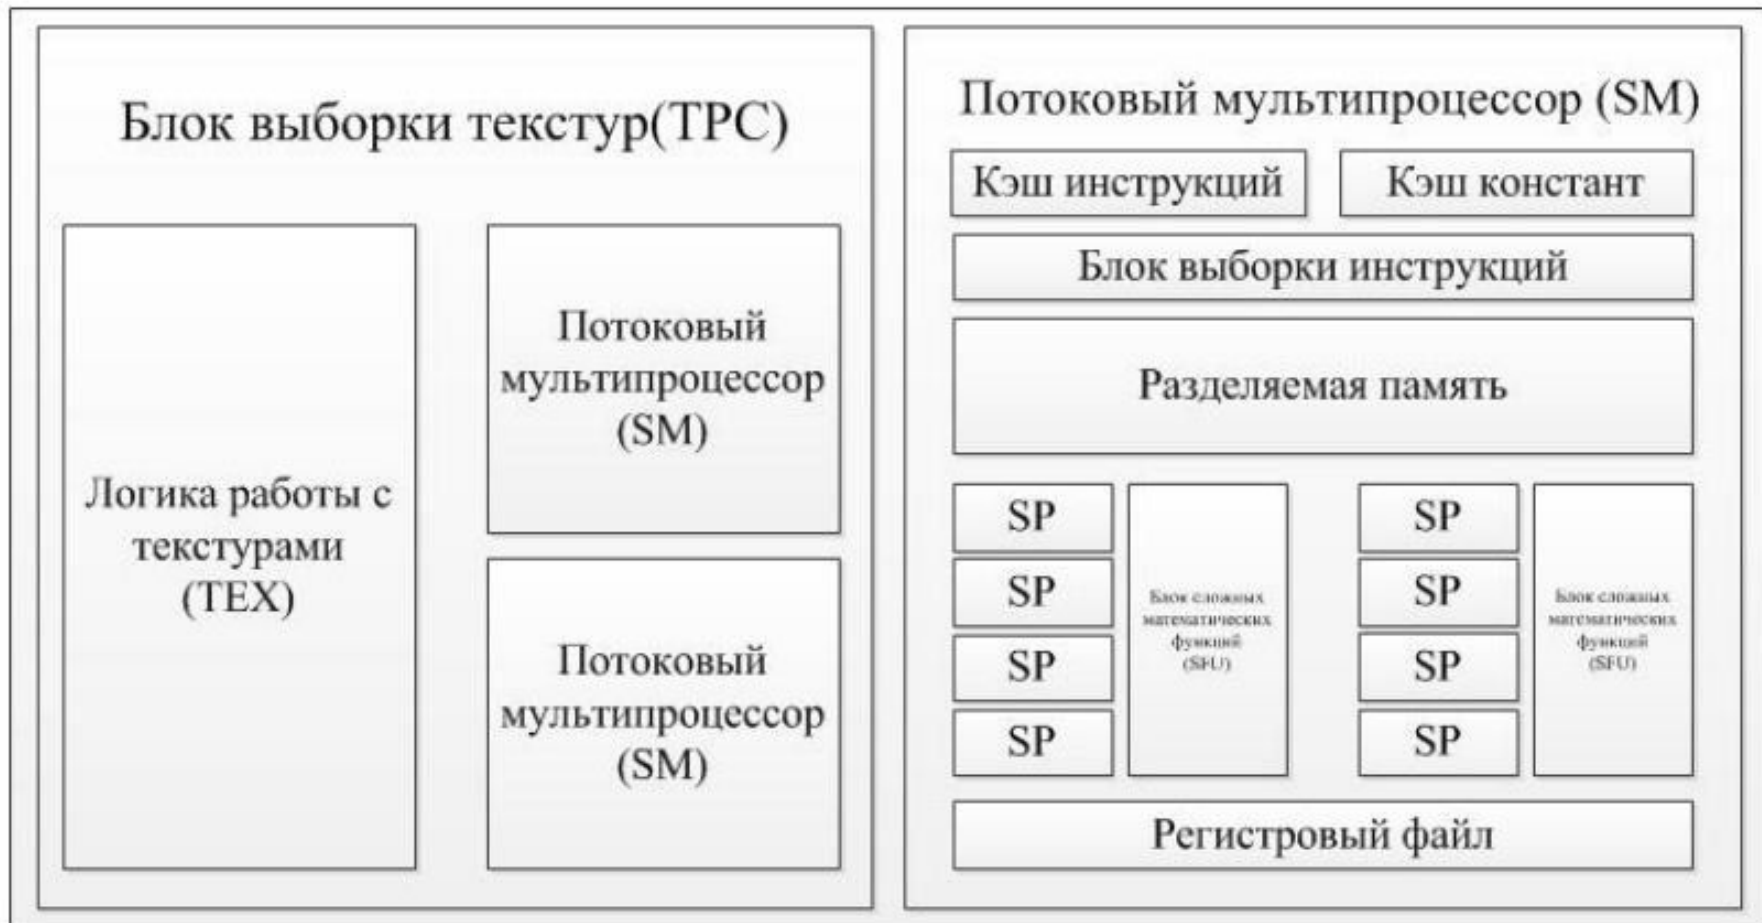 Блок выборки текстур(TPC)
Логика работы с
текстурами
(TEX)
Потоковый
мультипроцессор
(SM)
Потоковый
мультипроцессор
(SM)
Потоковый мультипроцессор (SM)
Кэш инструкций
Кэш констант
Блок выборки инструкций
Разделяемая память
SP
SP
SP
SP
Блок сложных
математических
функций
(SFU)
SP
SP
SP
SP
Блок сложных
математических
функций
(SFU)
Регистровый файл